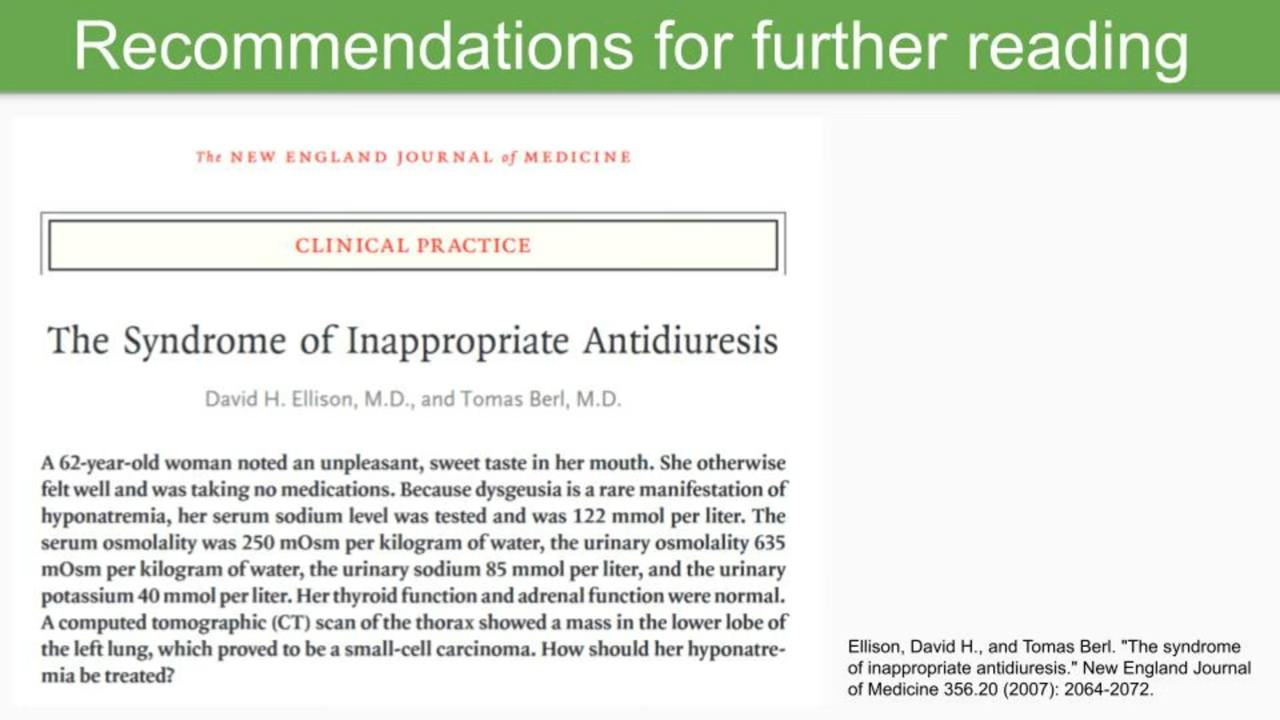 Recommendations for further reading
The NEW ENGLAND JOURNAL of MEDICINE
CLINICAL PRACTICE
The Syndrome of Inappropriate Antidiuresis
David H. Ellison, M.D., and Tomas Berl, M.D.
A 62-year-old woman noted an unpleasant, sweet taste in her mouth. She otherwise
felt well and was taking no medications. Because dysgeusia is a rare manifestation of
hyponatremia, her serum sodium level was tested and was 122 mmol per liter. The
serum osmolality was 250 mOsm per kilogram of water, the urinary osmolality 635
mOsm per kilogram of water, the urinary sodium 85 mmol per liter, and the urinary
potassium 40 mmol per liter. Her thyroid function and adrenal function were normal.
A computed tomographic (CT) scan of the thorax showed a mass in the lower lobe of
the left lung, which proved to be a small-cell carcinoma. How should her hyponatre-
mia be treated?
Ellison, David H., and Tomas Berl. "The syndrome
of inappropriate antidiuresis." New England Journal
of Medicine 356.20 (2007): 2064-2072.